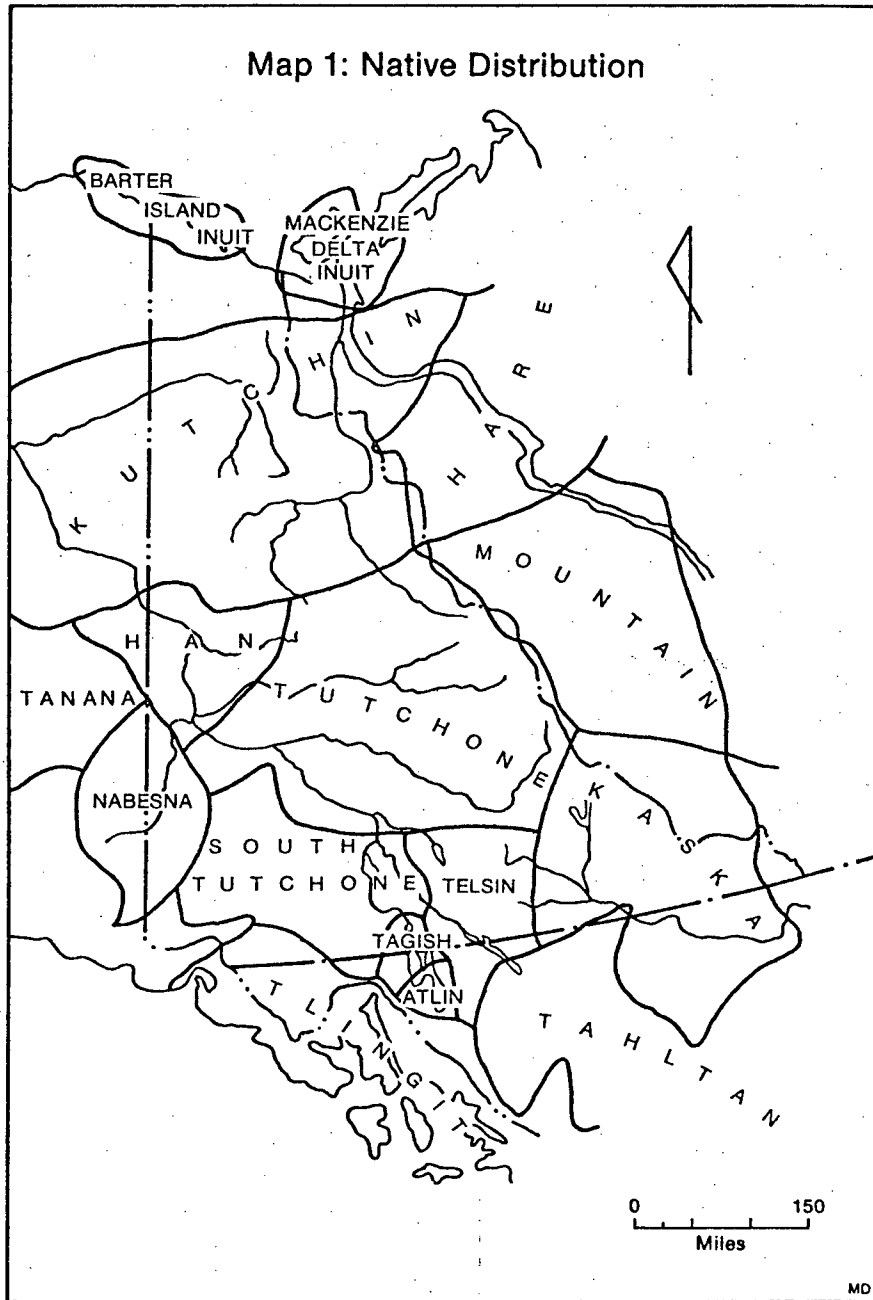 Map 1: Native Distribution
BARTER
ISLAND
INUIT
MACKENZIE
DELTA
INUIT
KUTCHIN
HARE
MOUNTAIN
HAN
TANANA
TUTCHONE
NABESNA
KASKA
SOUTH
TUTCHONE
TELSIN
TAGISH
ATLIN
TLINGIT
TAHLTAN
0 150
Miles
MD